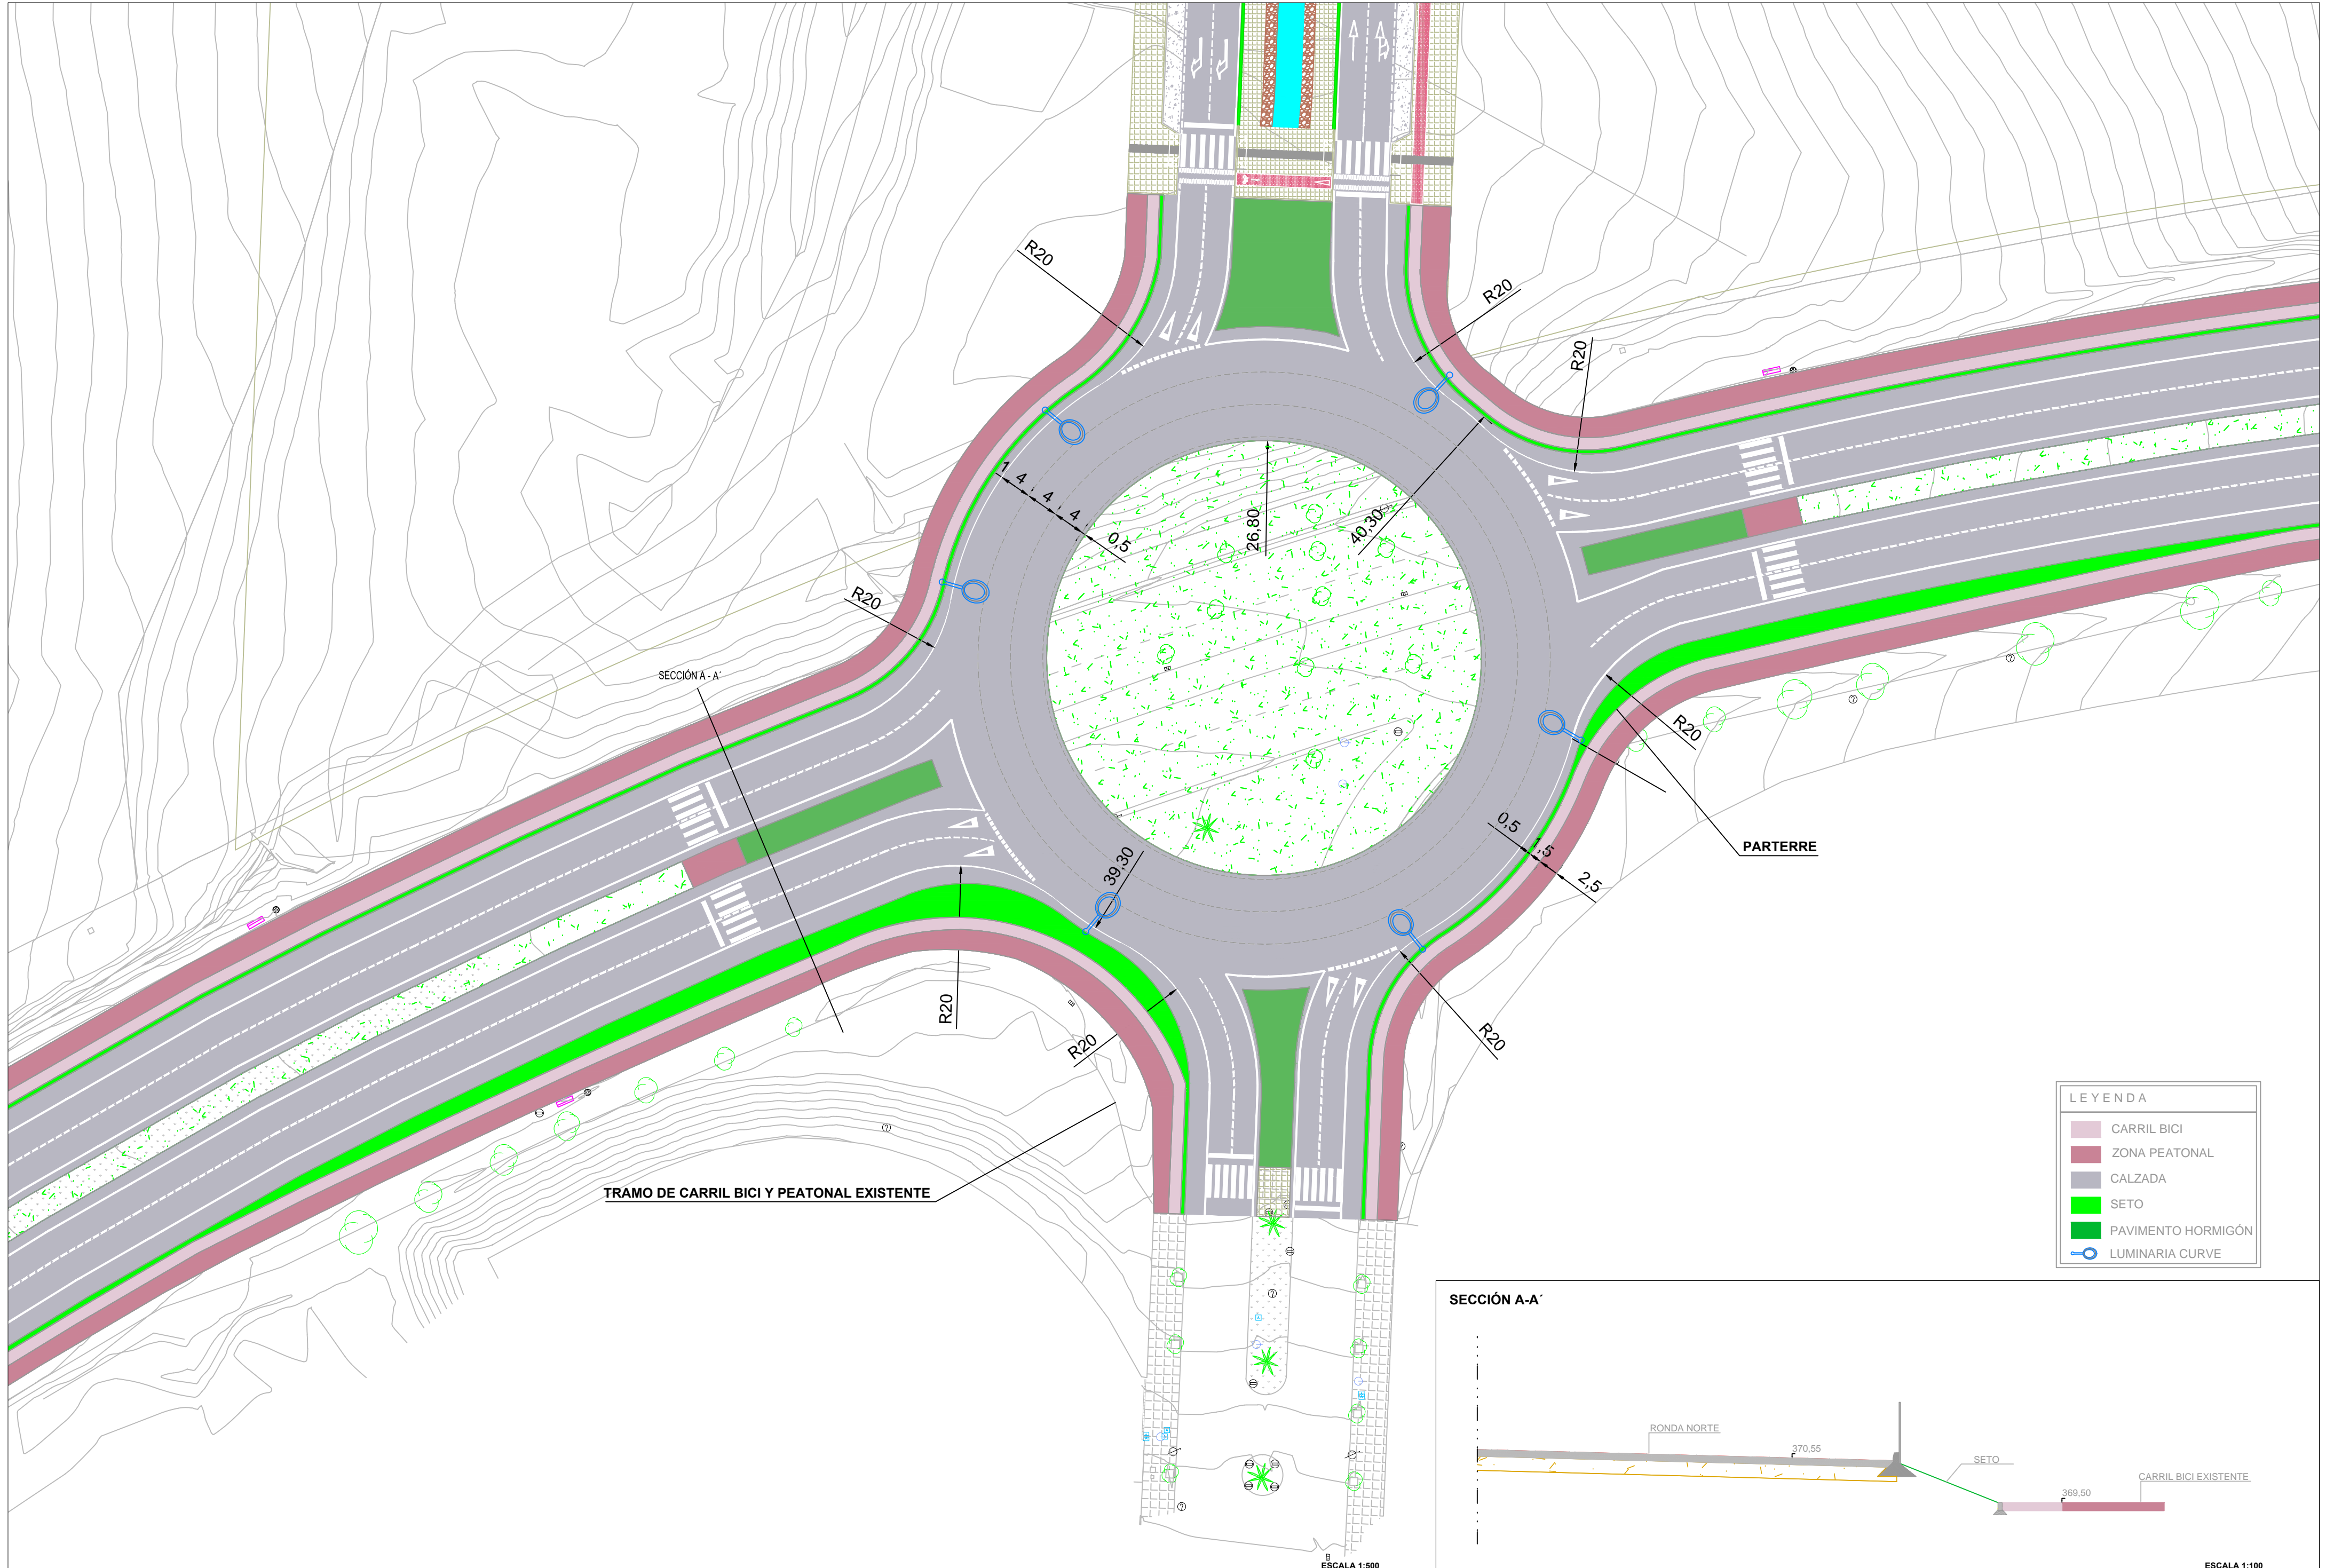 R20
R20
R20
1
4
4
4
0,5
26,80
40,30
R20
SECCIÓN A - A´
R20
PARTERRE
0,5
1,5
2,5
39,30
R20
R20
R20
TRAMO DE CARRIL BICI Y PEATONAL EXISTENTE
LEYENDA
CARRIL BICI
ZONA PEATONAL
CALZADA
SETO
PAVIMENTO HORMIGÓN
LUMINARIA CURVE
SECCIÓN A-A´
RONDA NORTE
370,55
SETO
CARRIL BICI EXISTENTE
369,50
ESCALA 1:500
ESCALA 1:100